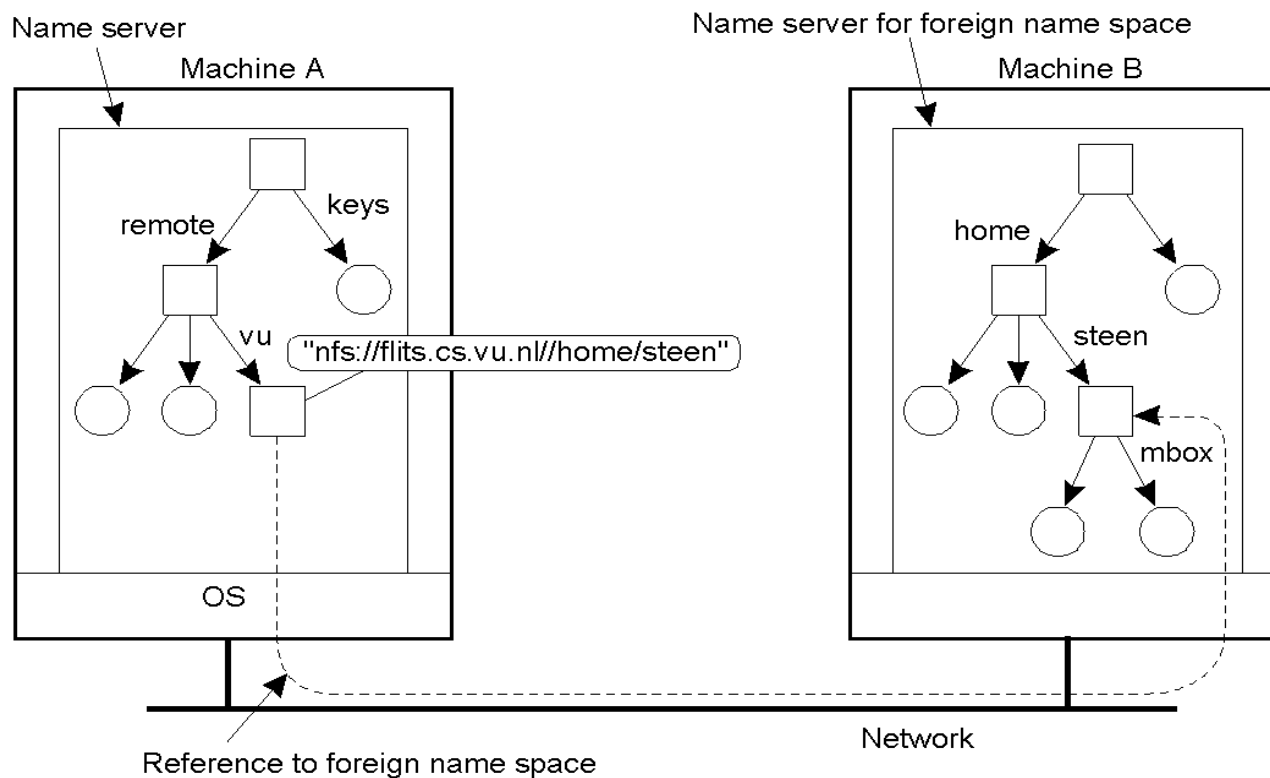 Name server
Name server for foreign name space
Machine A
Machine B
keys
remote
home
vu
"nfs://flits.cs.vu.nl//home/steen"
steen
mbox
OS
Network
Reference to foreign name space